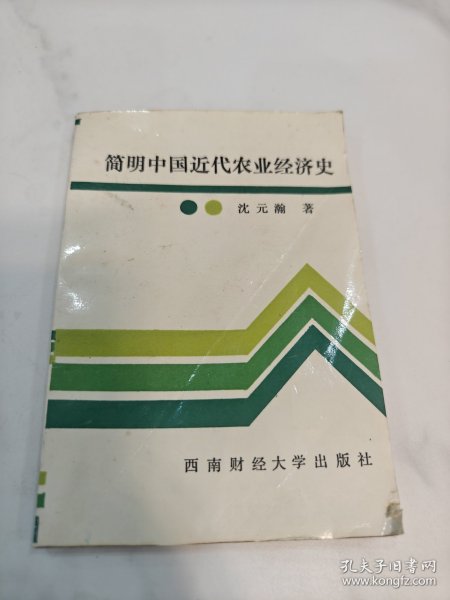 简明中国近代农业经济史
沈元瀚 著
西南财经大学出版社
孔夫子旧书网
www.kongfz.com